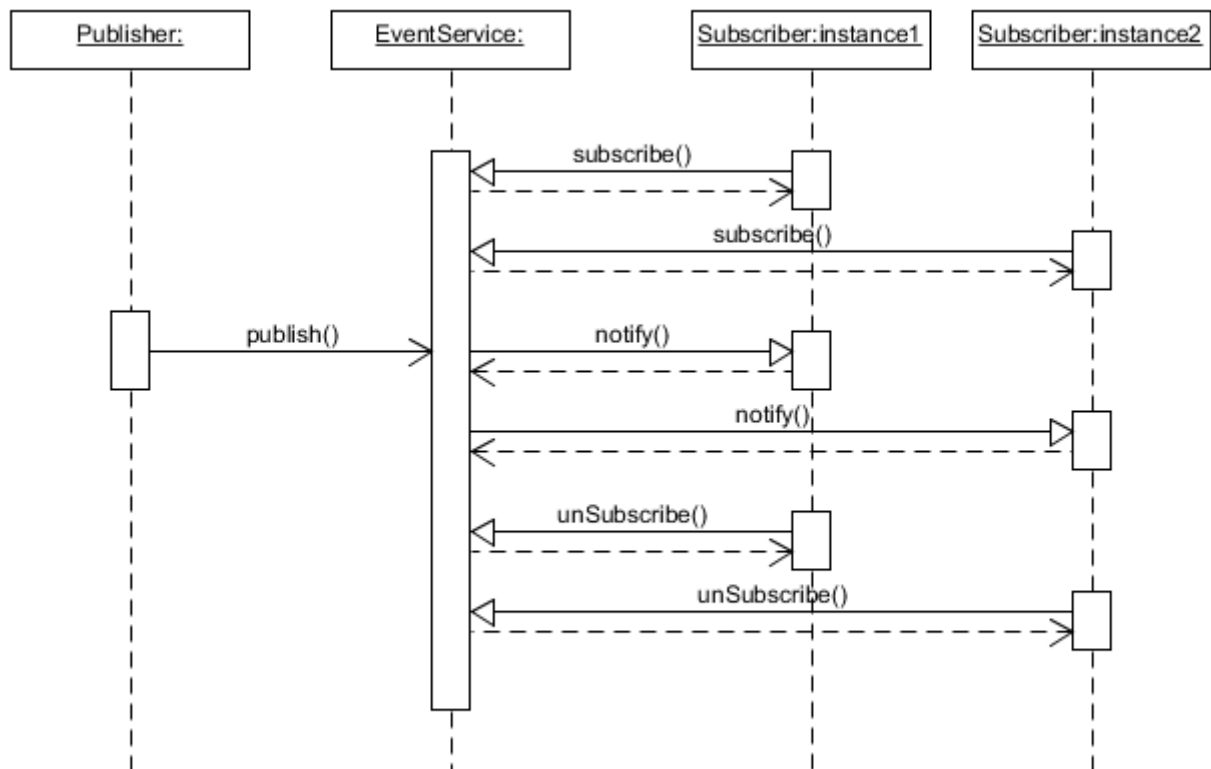 Publisher:
EventService:
Subscriber:instance1
Subscriber:instance2
subscribe()
subscribe()
publish()
notify()
notify()
unSubscribe()
unSubscribe()